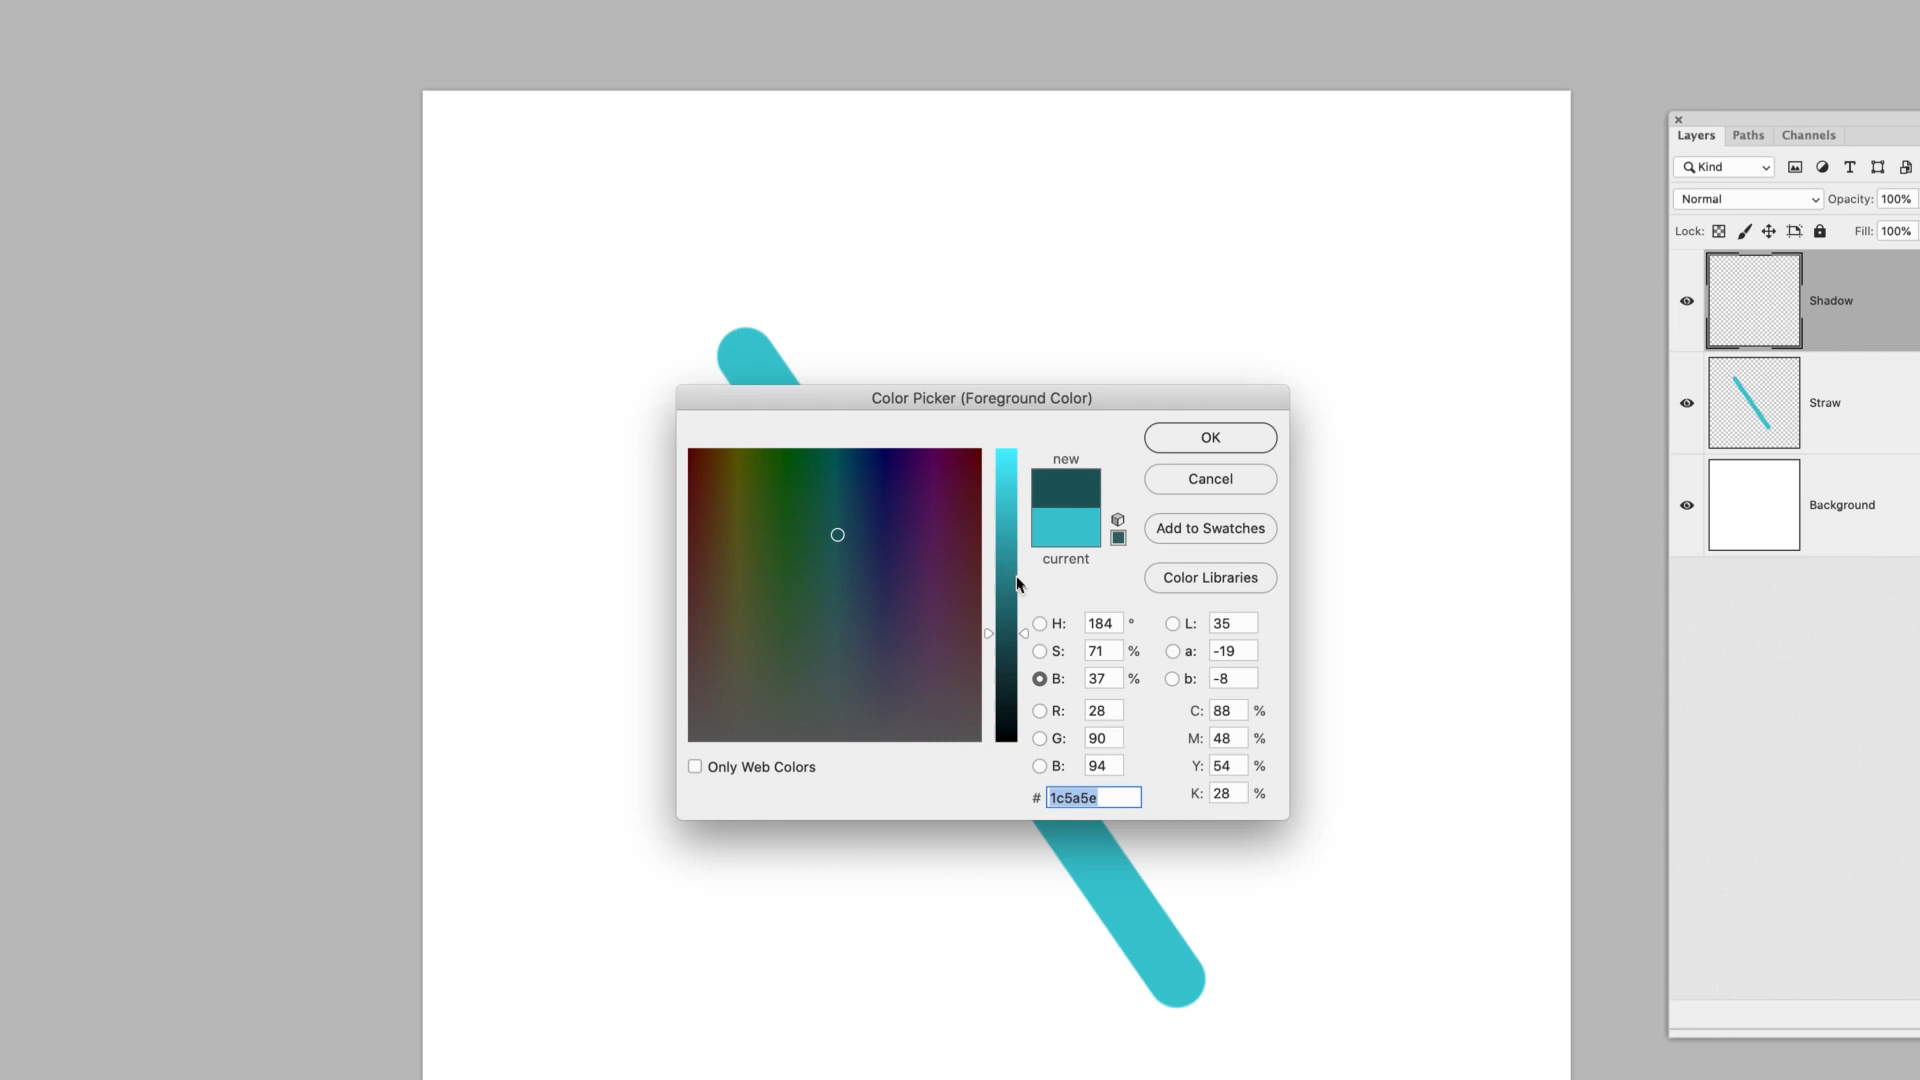 Color Picker (Foreground Color)
new
current
OK
Cancel
Add to Swatches
Color Libraries
H: 184 °
S: 71 %
B: 37 %
R: 28
G: 90
B: 94
# 1c5a5e
L: 35
a: -19
b: -8
C: 88 %
M: 48 %
Y: 54 %
K: 28 %
Only Web Colors
Layers Paths Channels
Kind
Normal Opacity: 100%
Lock: Fill: 100%
Shadow
Straw
Background